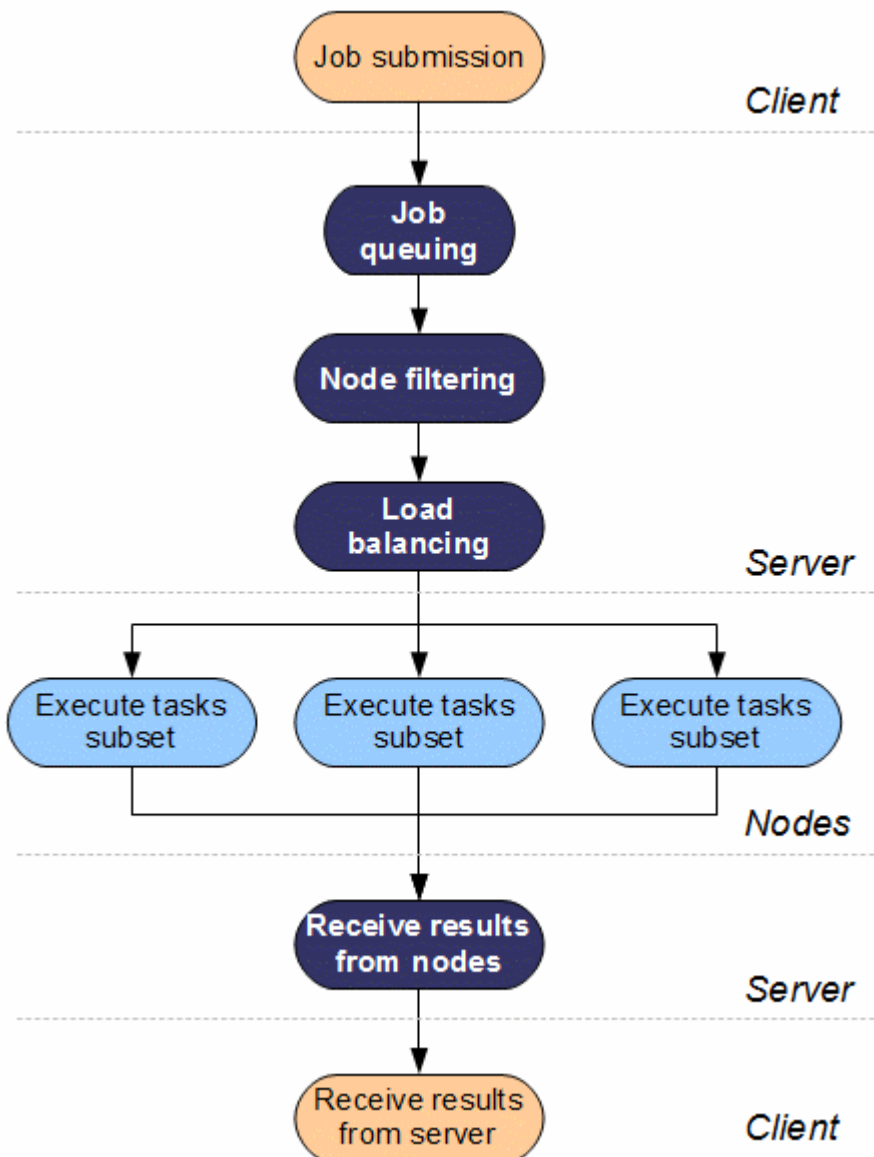 Job submission
Client
Job
queuing
Node filtering
Load
balancing
Server
Execute tasks
subset
Execute tasks
subset
Execute tasks
subset
Nodes
Receive results
from nodes
Server
Receive results
from server
Client